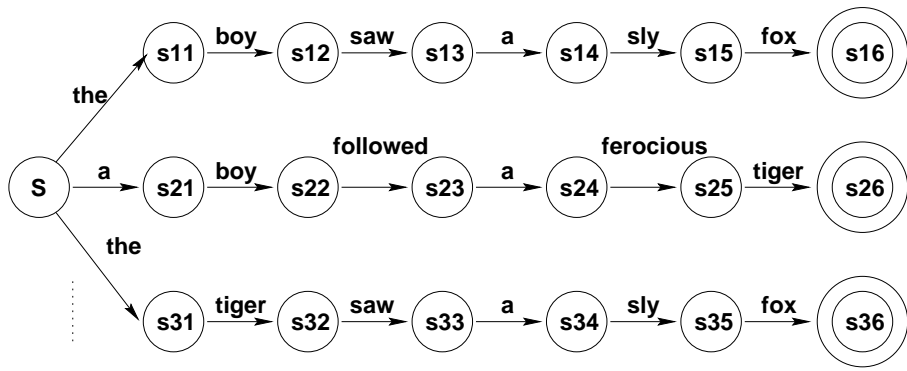 boy saw a sly fox
s11 s12 s13 s14 s15 s16
the
followed ferocious
a boy a tiger
S s21 s22 s23 s24 s25 s26
the
tiger saw a sly fox
s31 s32 s33 s34 s35 s36